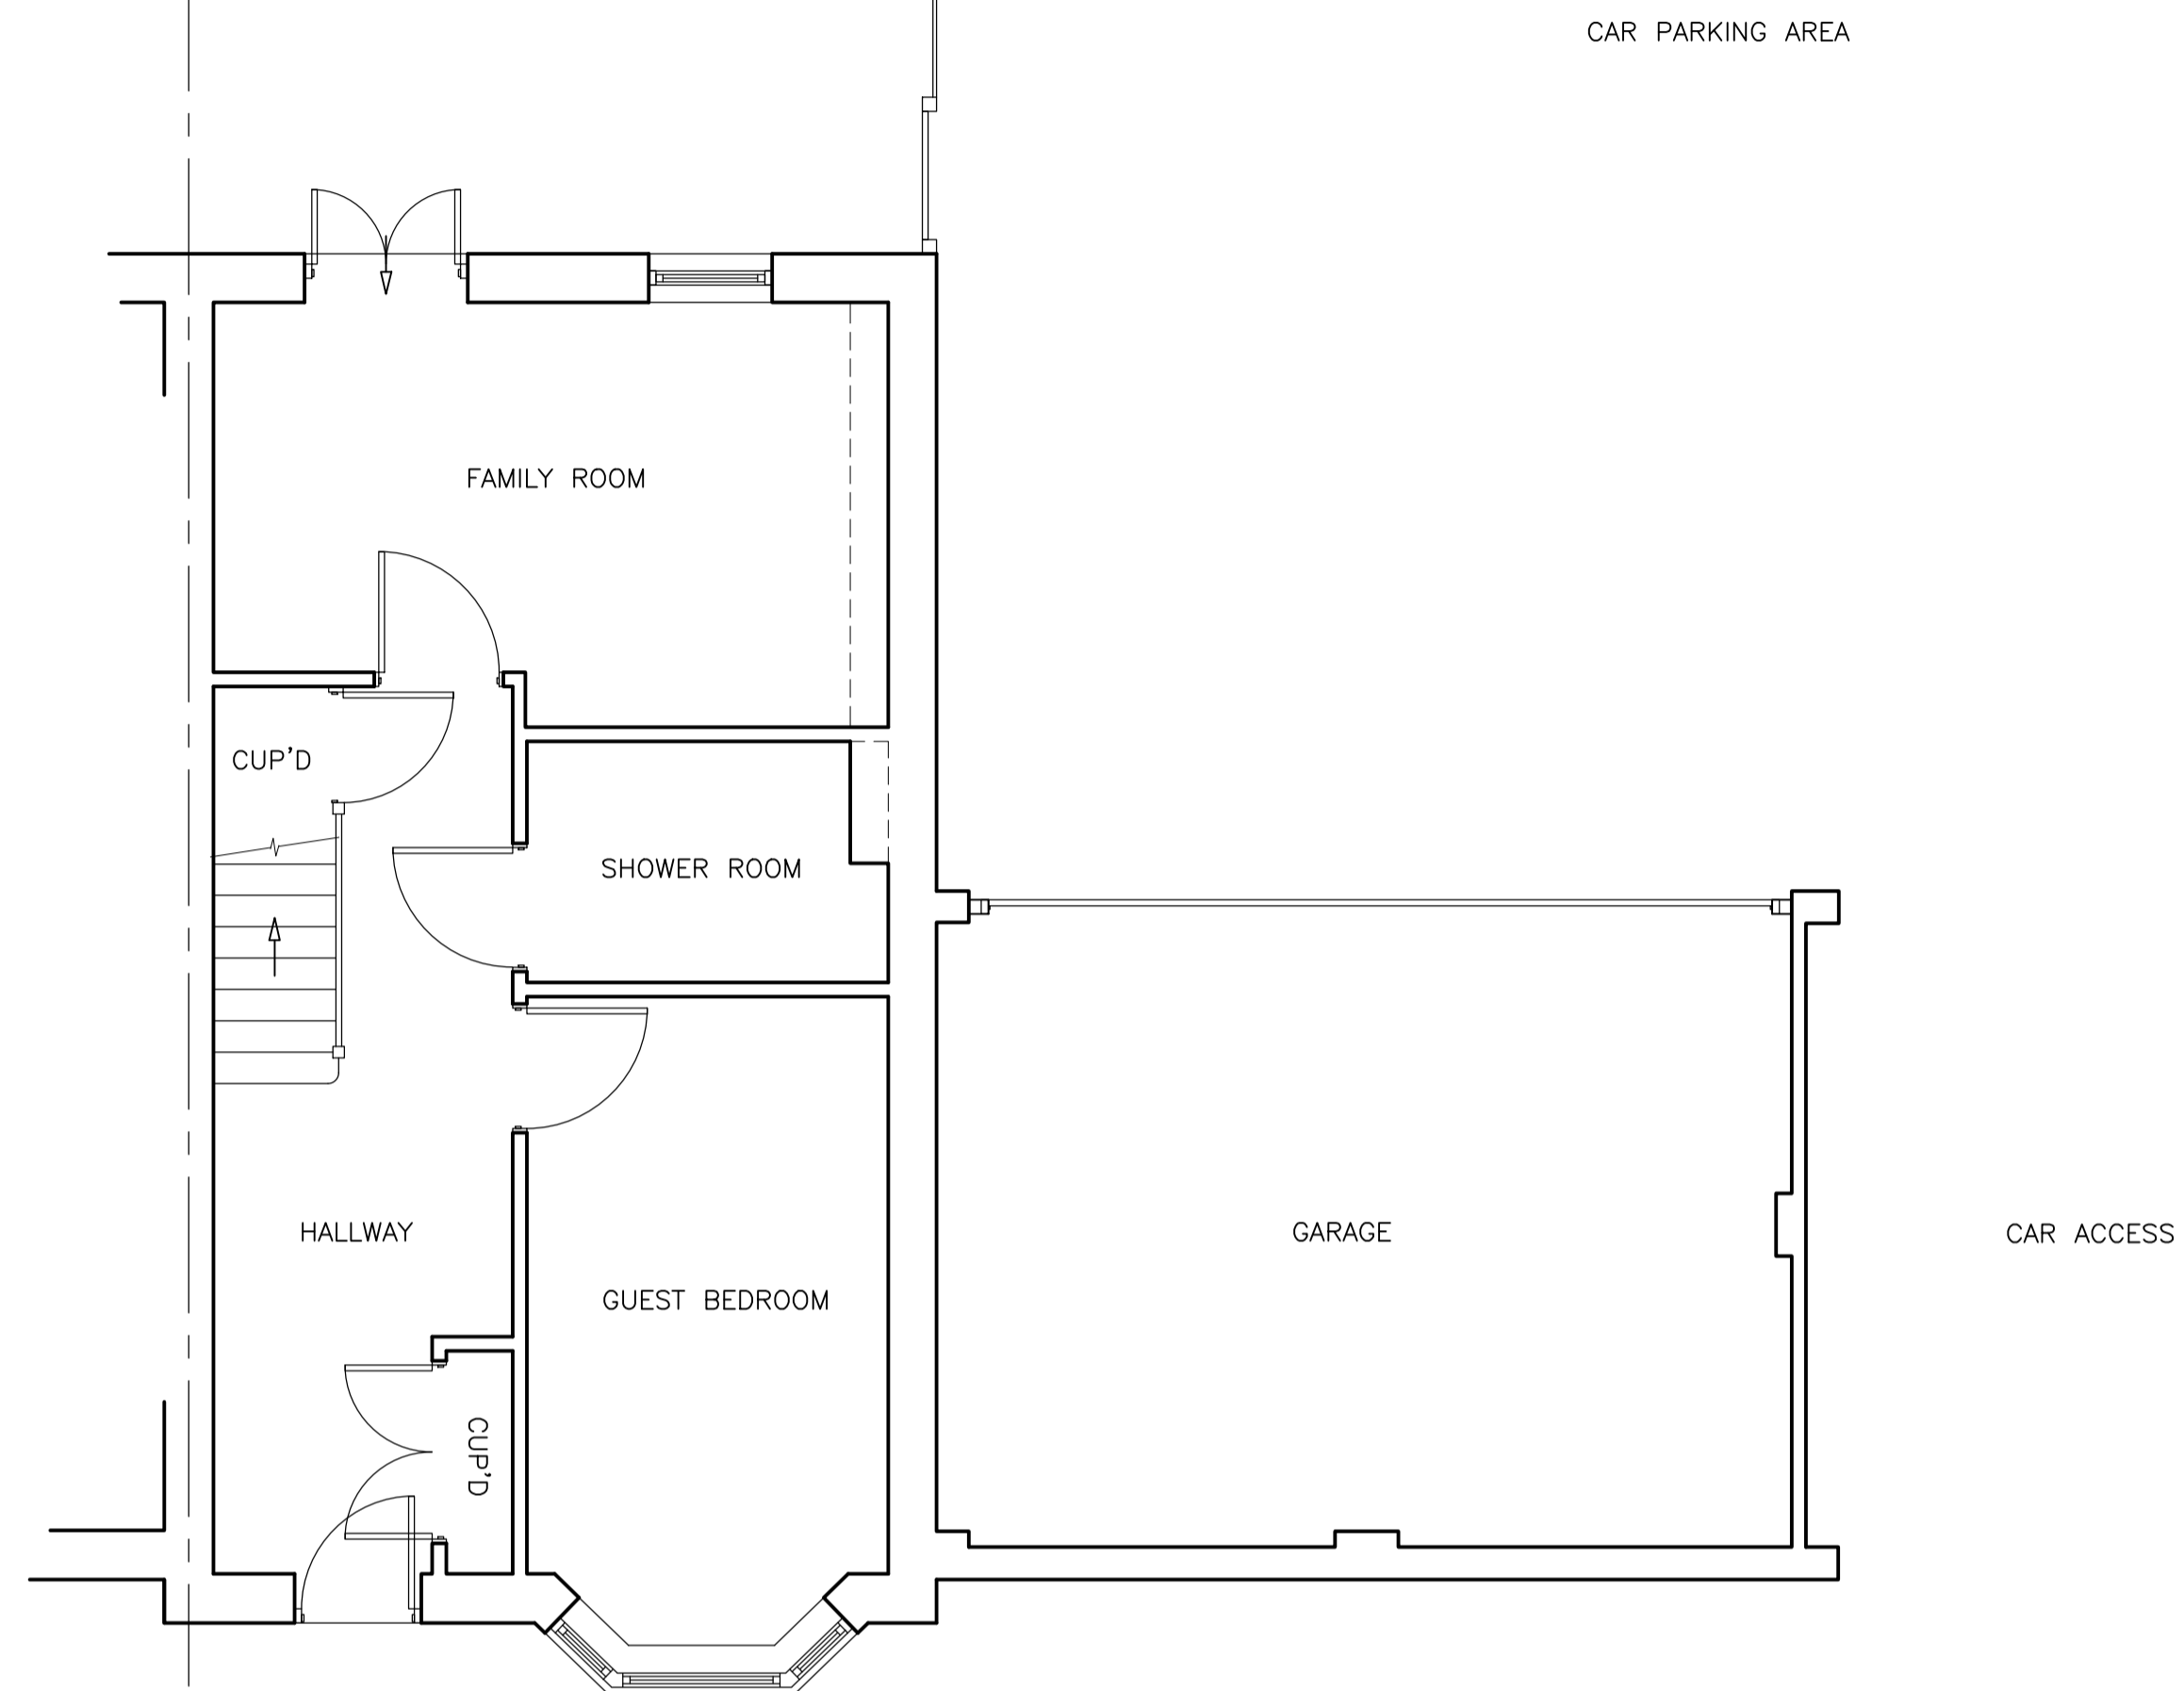 CAR PARKING AREA
FAMILY ROOM
CUP'D
SHOWER ROOM
HALLWAY
GARAGE
CAR ACCESS
GUEST BEDROOM
CUP'D